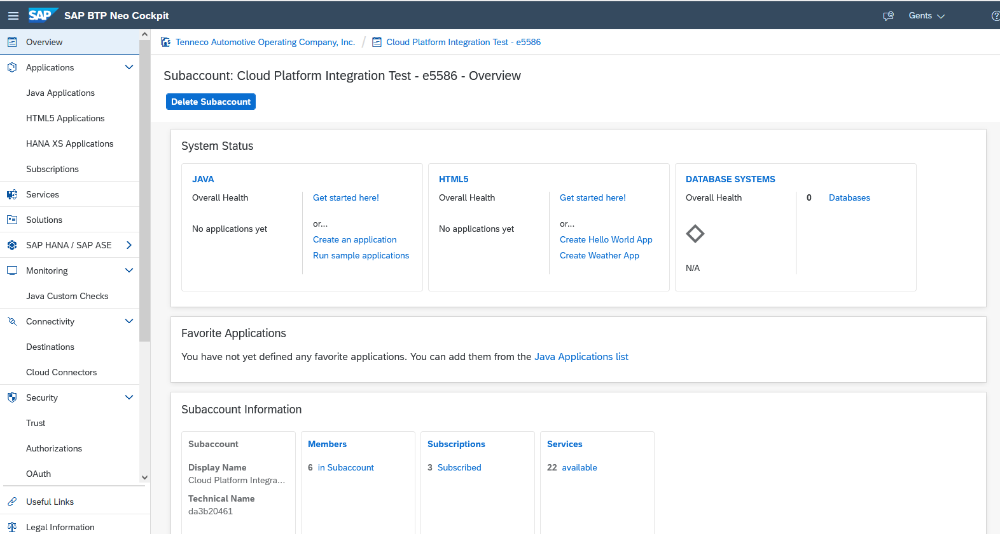 SAP SAP BTP Neo Cockpit
Gents
Overview
Applications
Java Applications
HTML5 Applications
HANA XS Applications
Subscriptions
Services
Solutions
SAP HANA / SAP ASE
Monitoring
Java Custom Checks
Connectivity
Destinations
Cloud Connectors
Security
Trust
Authorizations
OAuth
Useful Links
Legal Information
Tenneco Automotive Operating Company, Inc. / Cloud Platform Integration Test - e5586
Subaccount: Cloud Platform Integration Test - e5586 - Overview
Delete Subaccount
System Status
JAVA
Overall Health
No applications yet
Get started here!
or...
Create an application
Run sample applications
HTML5
Overall Health
No applications yet
Get started here!
or...
Create Hello World App
Create Weather App
DATABASE SYSTEMS
Overall Health
N/A
0 Databases
Favorite Applications
You have not yet defined any favorite applications. You can add them from the Java Applications list
Subaccount Information
Subaccount
Display Name
Cloud Platform Integra...
Technical Name
da3b20461
Members
6 in Subaccount
Subscriptions
3 Subscribed
Services
22 available